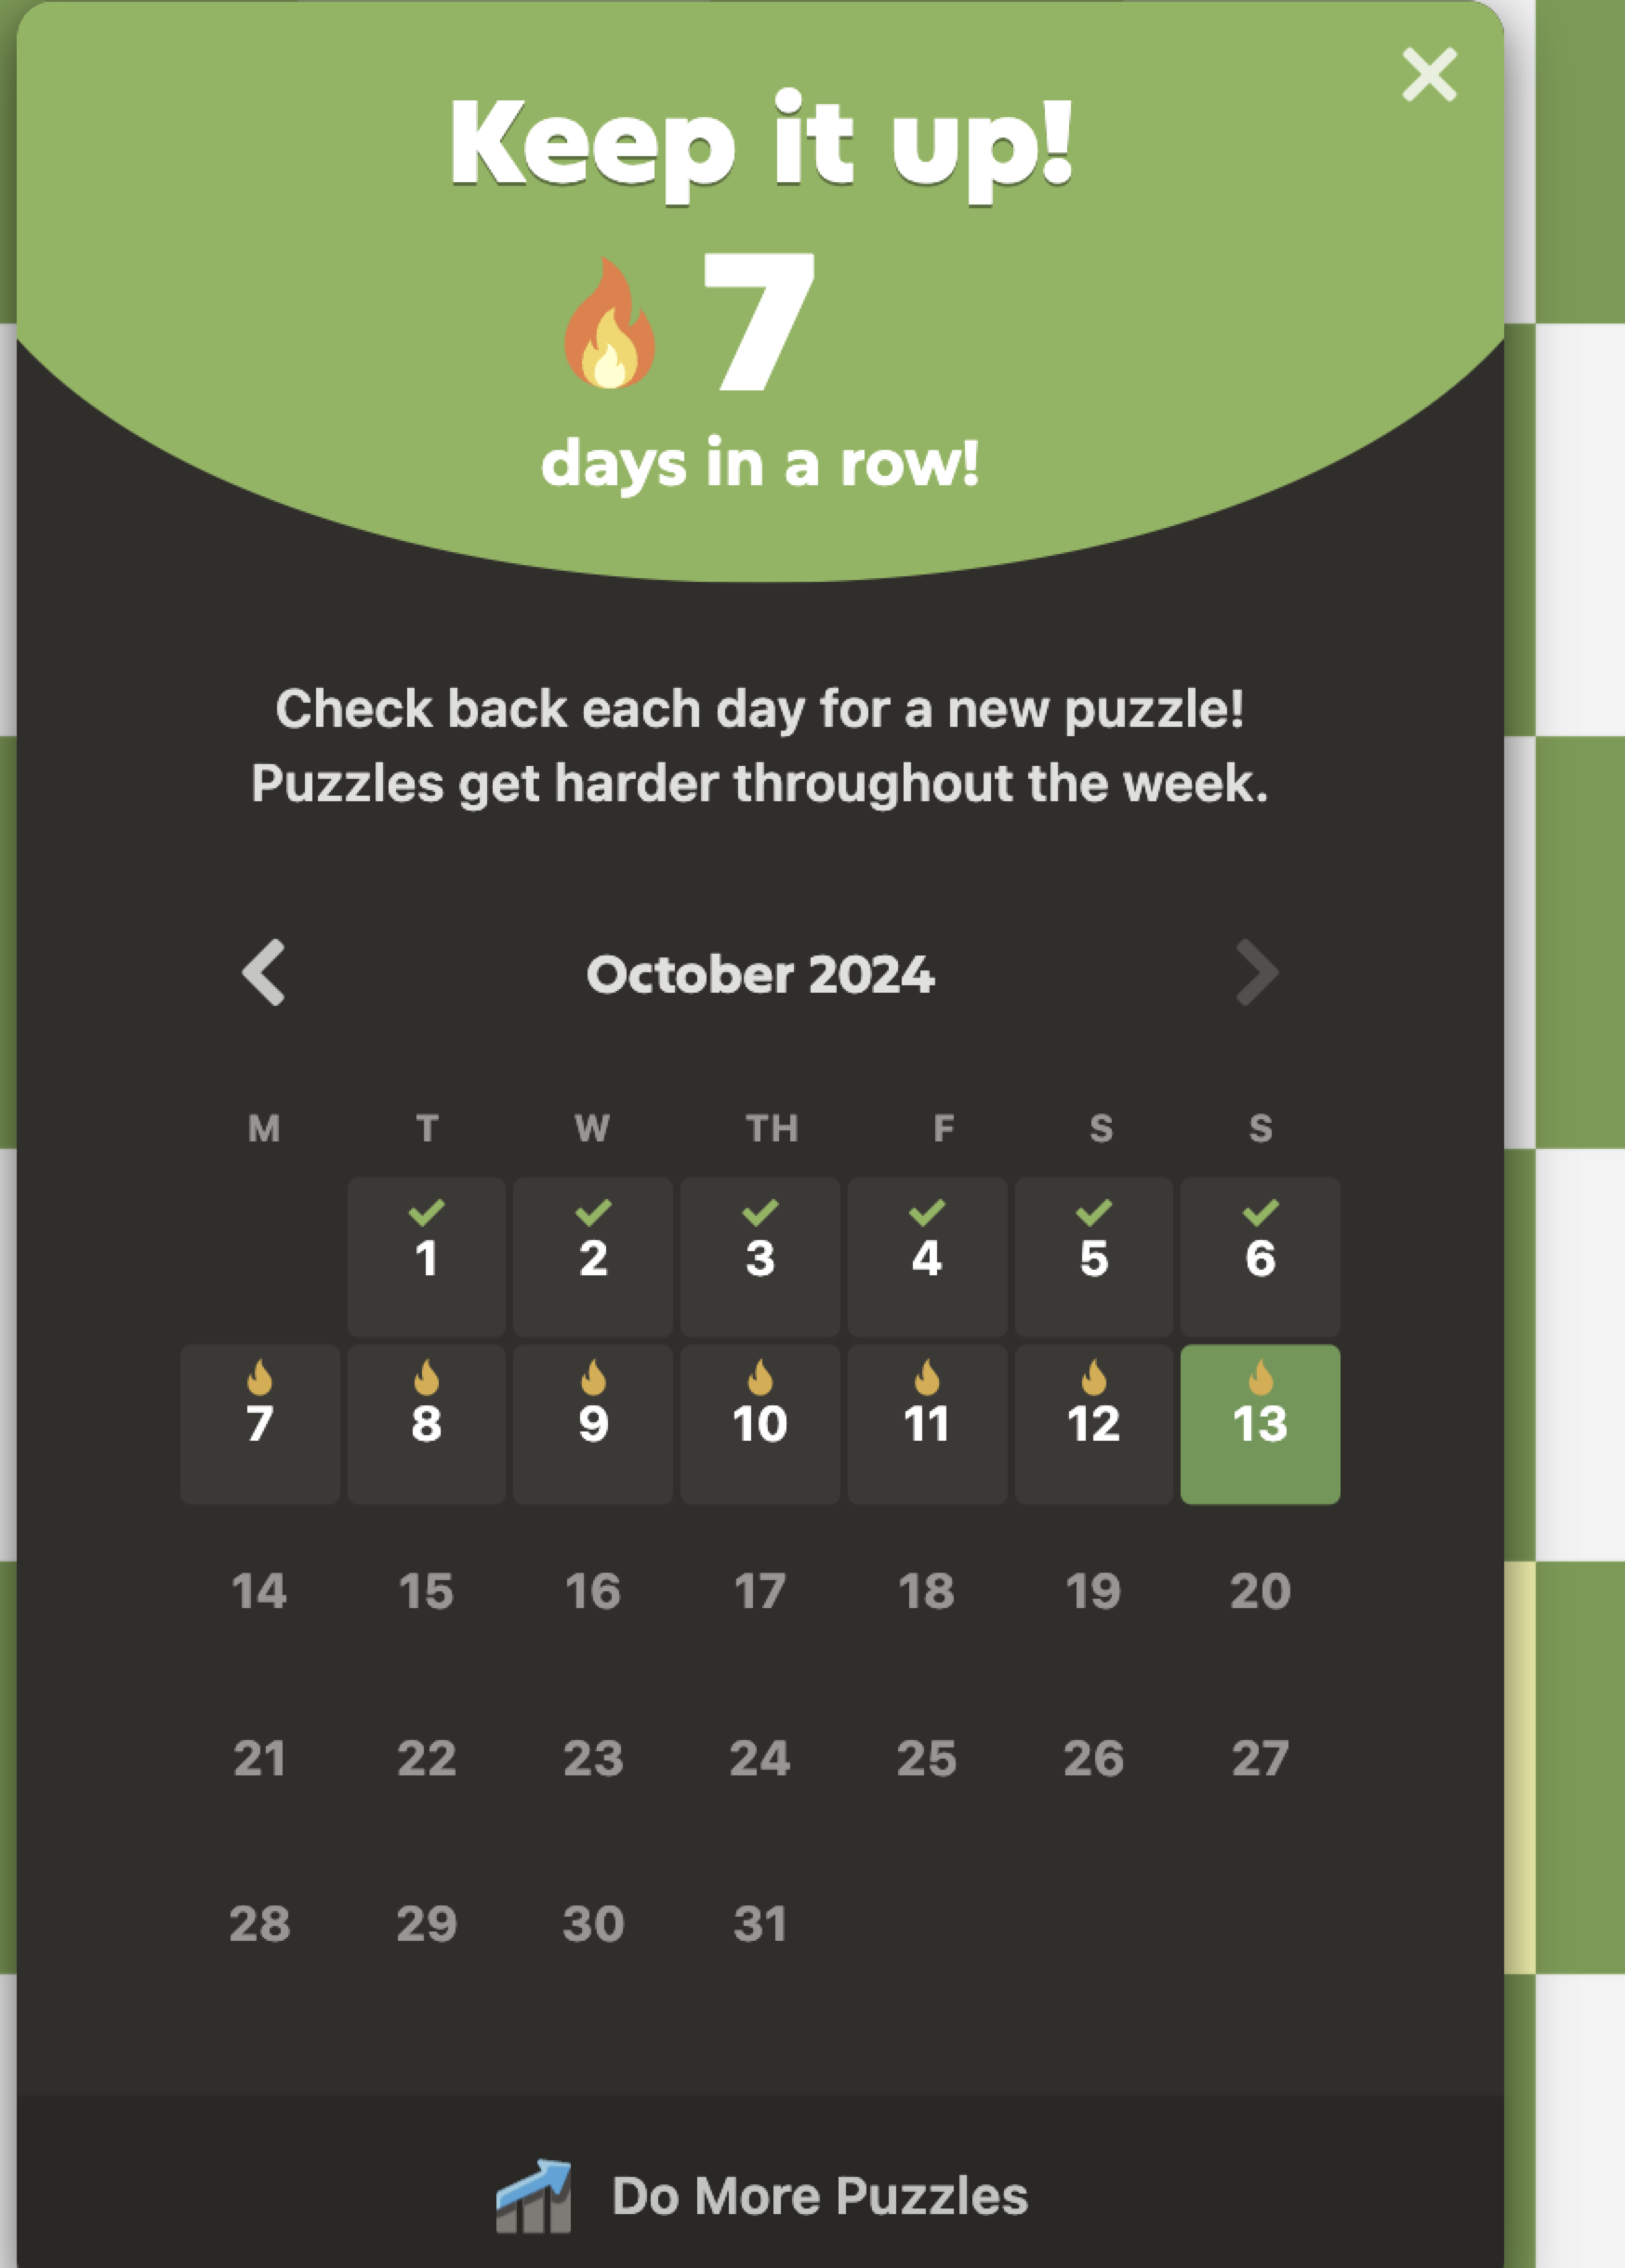 Keep it up!
7
days in a row!
Check back each day for a new puzzle!
Puzzles get harder throughout the week.
October 2024
M T W TH F S S
1 2 3 4 5 6
7 8 9 10 11 12 13
14 15 16 17 18 19 20
21 22 23 24 25 26 27
28 29 30 31
Do More Puzzles